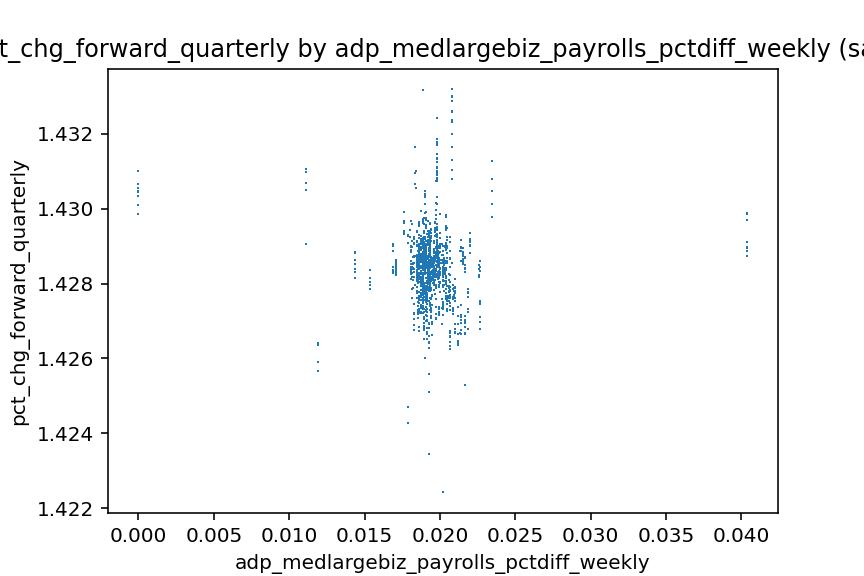 t_chg_forward_quarterly by adp_medlargebiz_payrolls_pctdiff_weekly (sa
1.432
1.430
1.428
1.426
1.424
1.422
pct_chg_forward_quarterly
0.000 0.005 0.010 0.015 0.020 0.025 0.030 0.035 0.040
adp_medlargebiz_payrolls_pctdiff_weekly